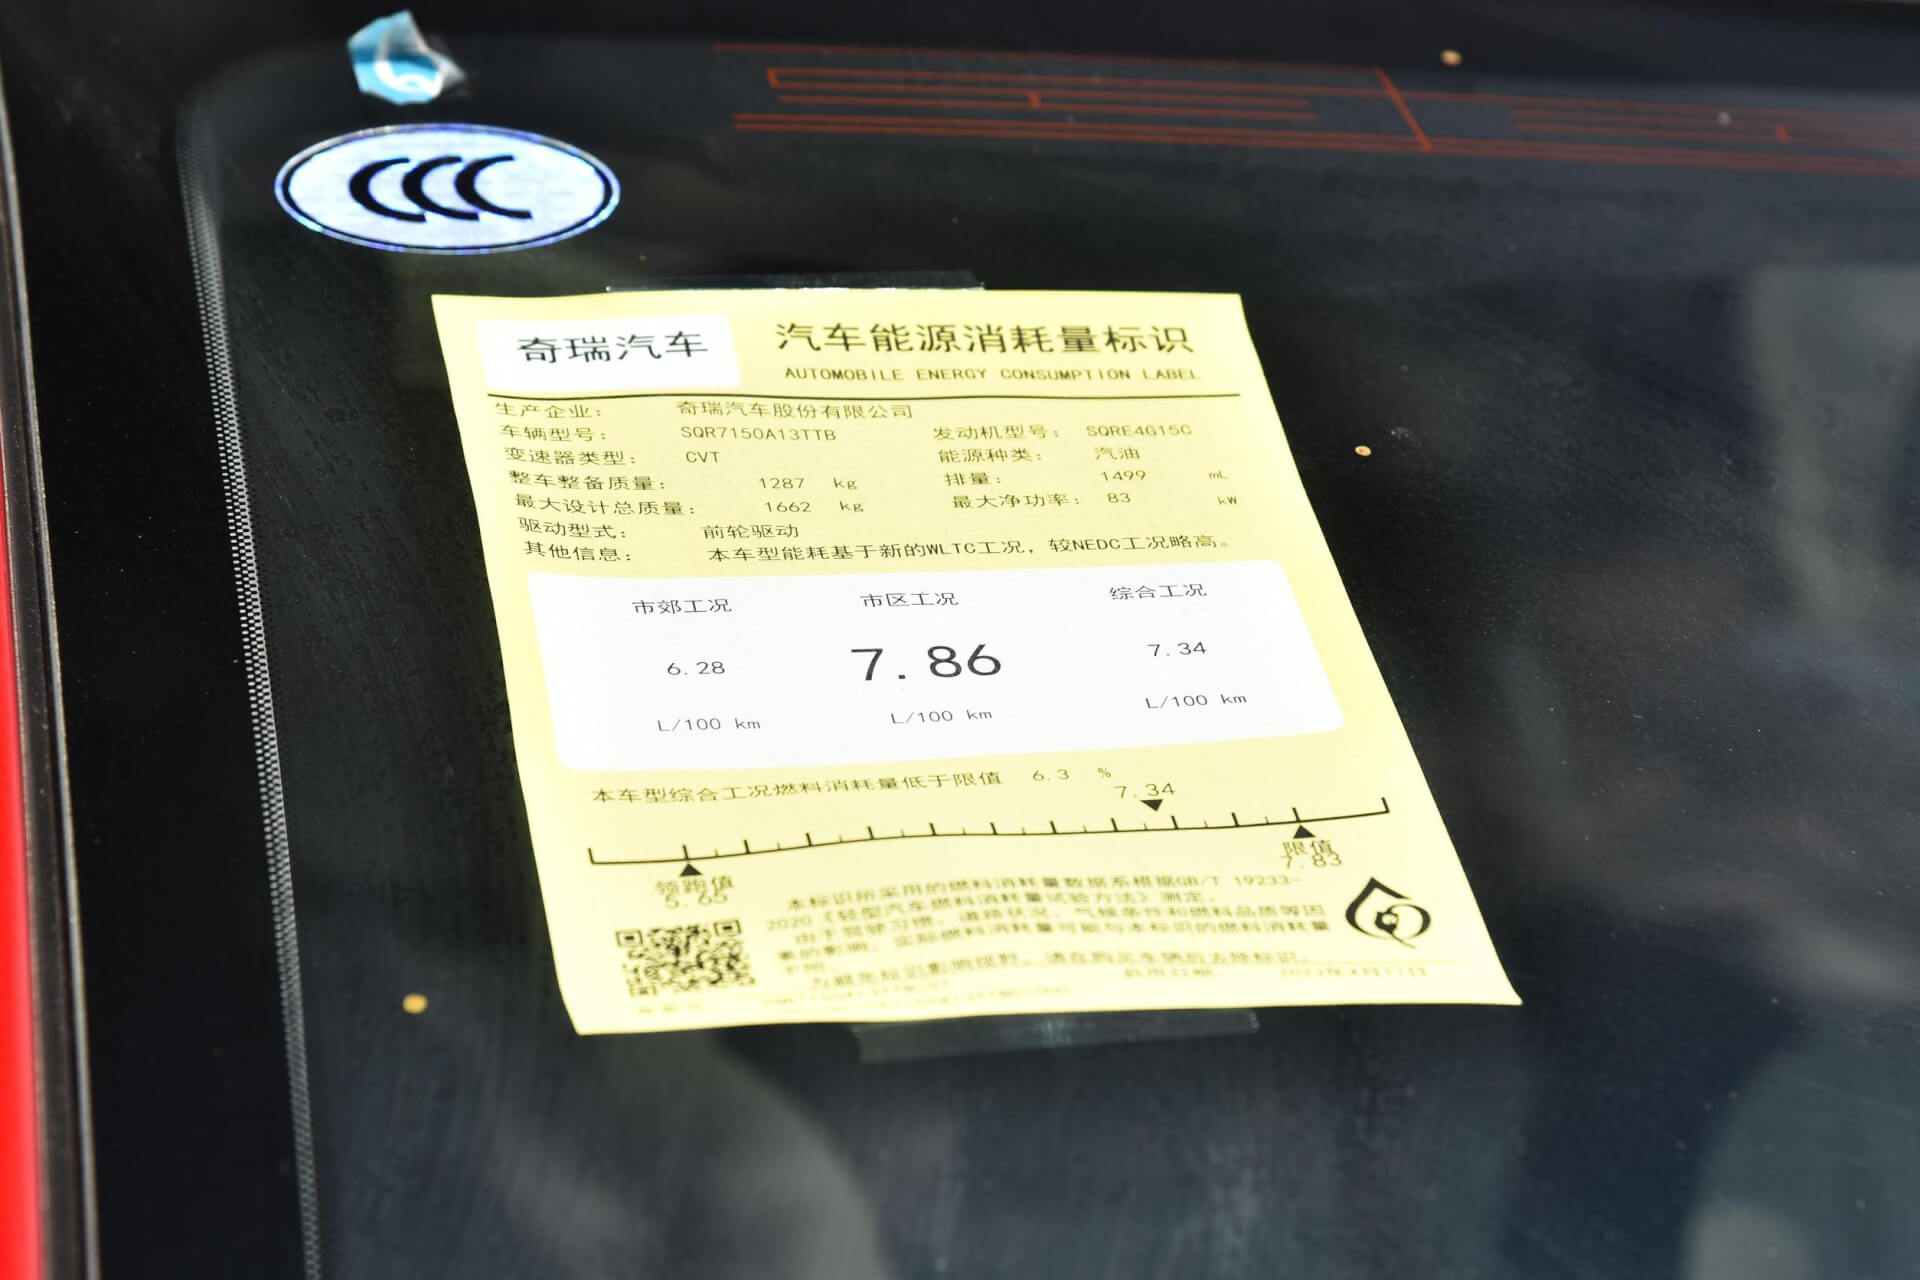 CCC
奇瑞汽车
汽车能源消耗量标识
AUTOMOBILE ENERGY CONSUMPTION LABEL
生产企业： 奇瑞汽车股份有限公司
车辆型号： SQR7150A13TTB 发动机型号： SQRE4G15C
变速器类型： CVT 能源种类： 汽油
整车整备质量： 1287 kg 排量： 1499 mL
最大设计总质量： 1662 kg 最大净功率： 83 kW
驱动型式： 前轮驱动
其他信息： 本车型能耗基于新的WLTC工况，较NEDC工况略高。
市郊工况 市区工况 综合工况
6.28 7.86 7.34
L/100 km L/100 km L/100 km
本车型综合工况燃料消耗量低于限值 6.3 %
7.34
限值
7.83
领跑值
5.65
本标识所采用的燃料消耗量数据系根据GB/T 19233-
2020《轻型汽车燃料消耗量试验方法》测定。
由于驾驶习惯、道路状况、气候条件和燃料品质等因
素的影响，实际燃料消耗量可能与本标识的燃料消耗量
不同。
为避免标识影响视野，请在购买车辆后去除标识。